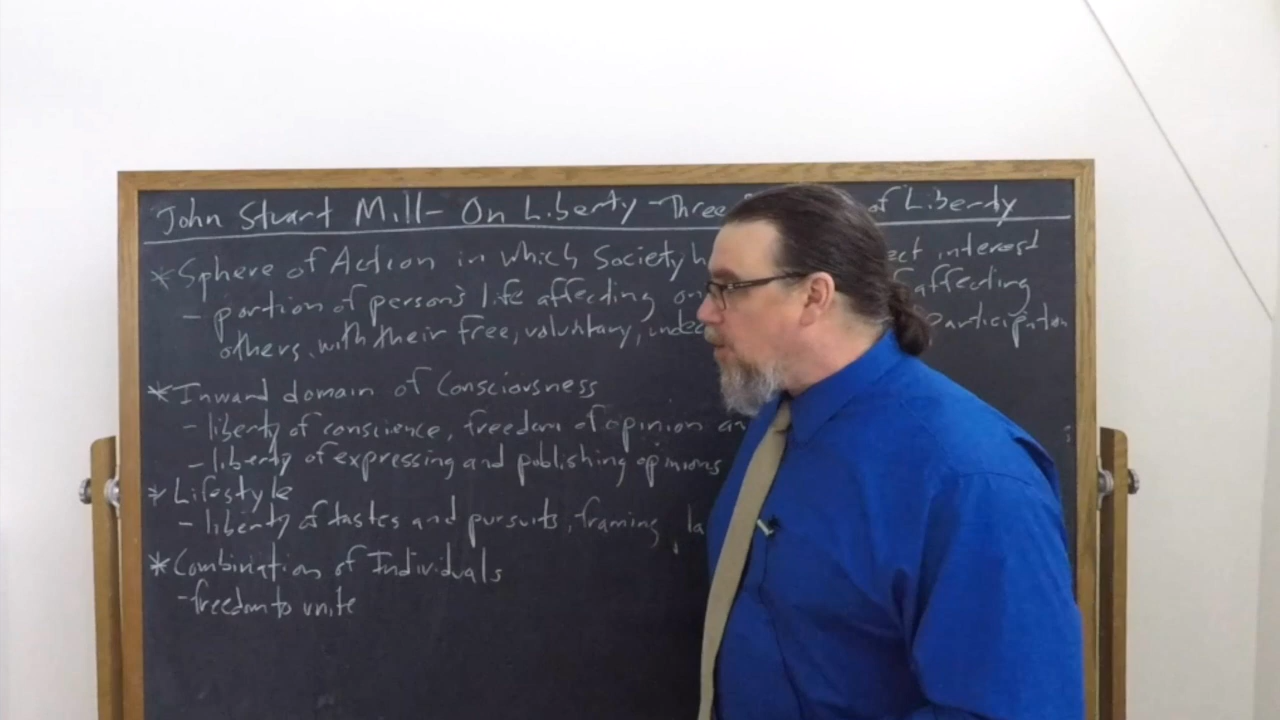 John Stuart Mill - On Liberty - Three of Liberty
* Sphere of Action in which Society interest
- portion of person's life affecting affecting
others, with their free, voluntary, Participation
* Inward domain of Consciousness
- liberty of conscience, freedom of opinion
- liberty of expressing and publishing opinions
* Lifestyle
- liberty of tastes and pursuits, framing
* Combination of Individuals
- freedom to unite